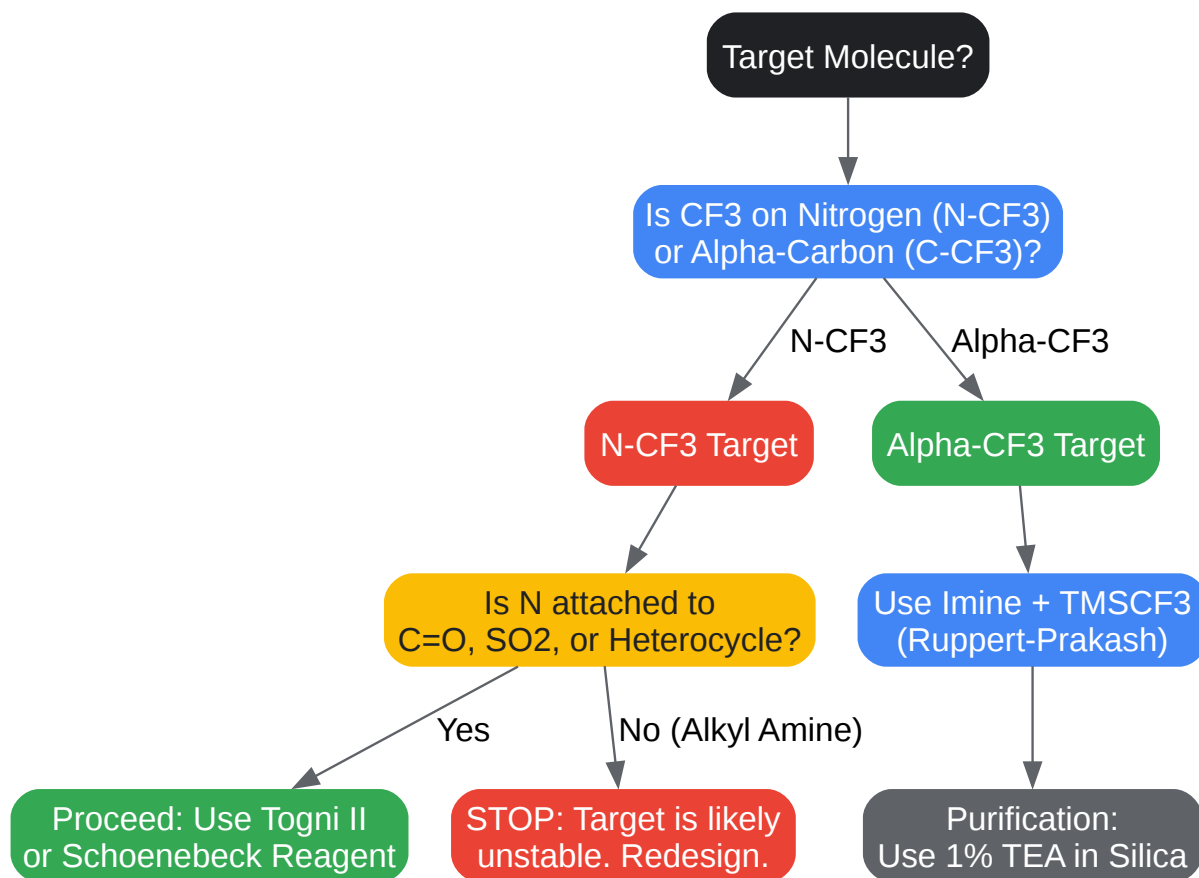 Target Molecule?
Is CF3 on Nitrogen (N-CF3)
or Alpha-Carbon (C-CF3)?
N-CF3
Alpha-CF3
N-CF3 Target
Alpha-CF3 Target
Is N attached to
C=O, SO2, or Heterocycle?
Use Imine + TMSCF3
(Ruppert-Prakash)
Yes
No (Alkyl Amine)
Proceed: Use Togni II
or Schoenebeck Reagent
STOP: Target is likely
unstable. Redesign.
Purification:
Use 1% TEA in Silica